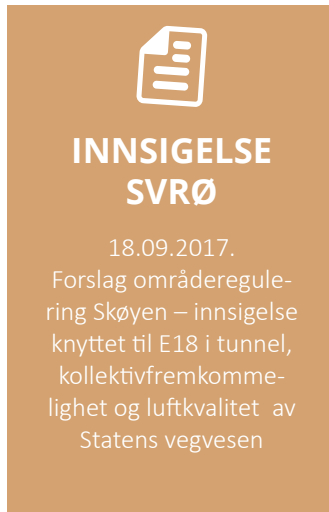 INNSIGELSE
SVRØ
18.09.2017.
Forslag områderegule-
ring Skøyen – innsigelse
knyttet til E18 i tunnel,
kollektivfremkomme-
lighet og luftkvalitet  av
Statens vegvesen